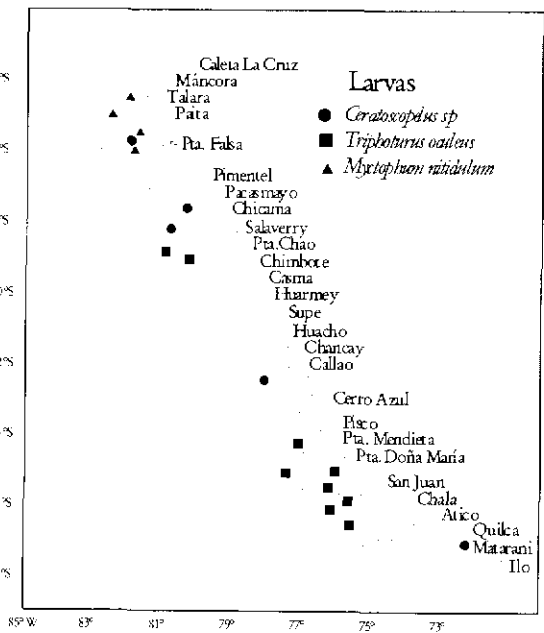 Caleta La Cruz
Máncora
Talara
Paita
Pta. Falsa
Larvas
Ceratoscopelus sp
Triphoturus oculeus
Myctophum nitidulum
Pimentel
Pacasmayo
Chicama
Salaverry
Pta.Chao
Chimbote
Casma
Huarmey
Supe
Huacho
Chancay
Callao
Cerro Azul
Pisco
Pta. Mendieta
Pta. Doña María
San Juan
Chala
Atico
Quilca
Matarani
Ilo
85° W 83° 81° 79° 77° 75° 73°